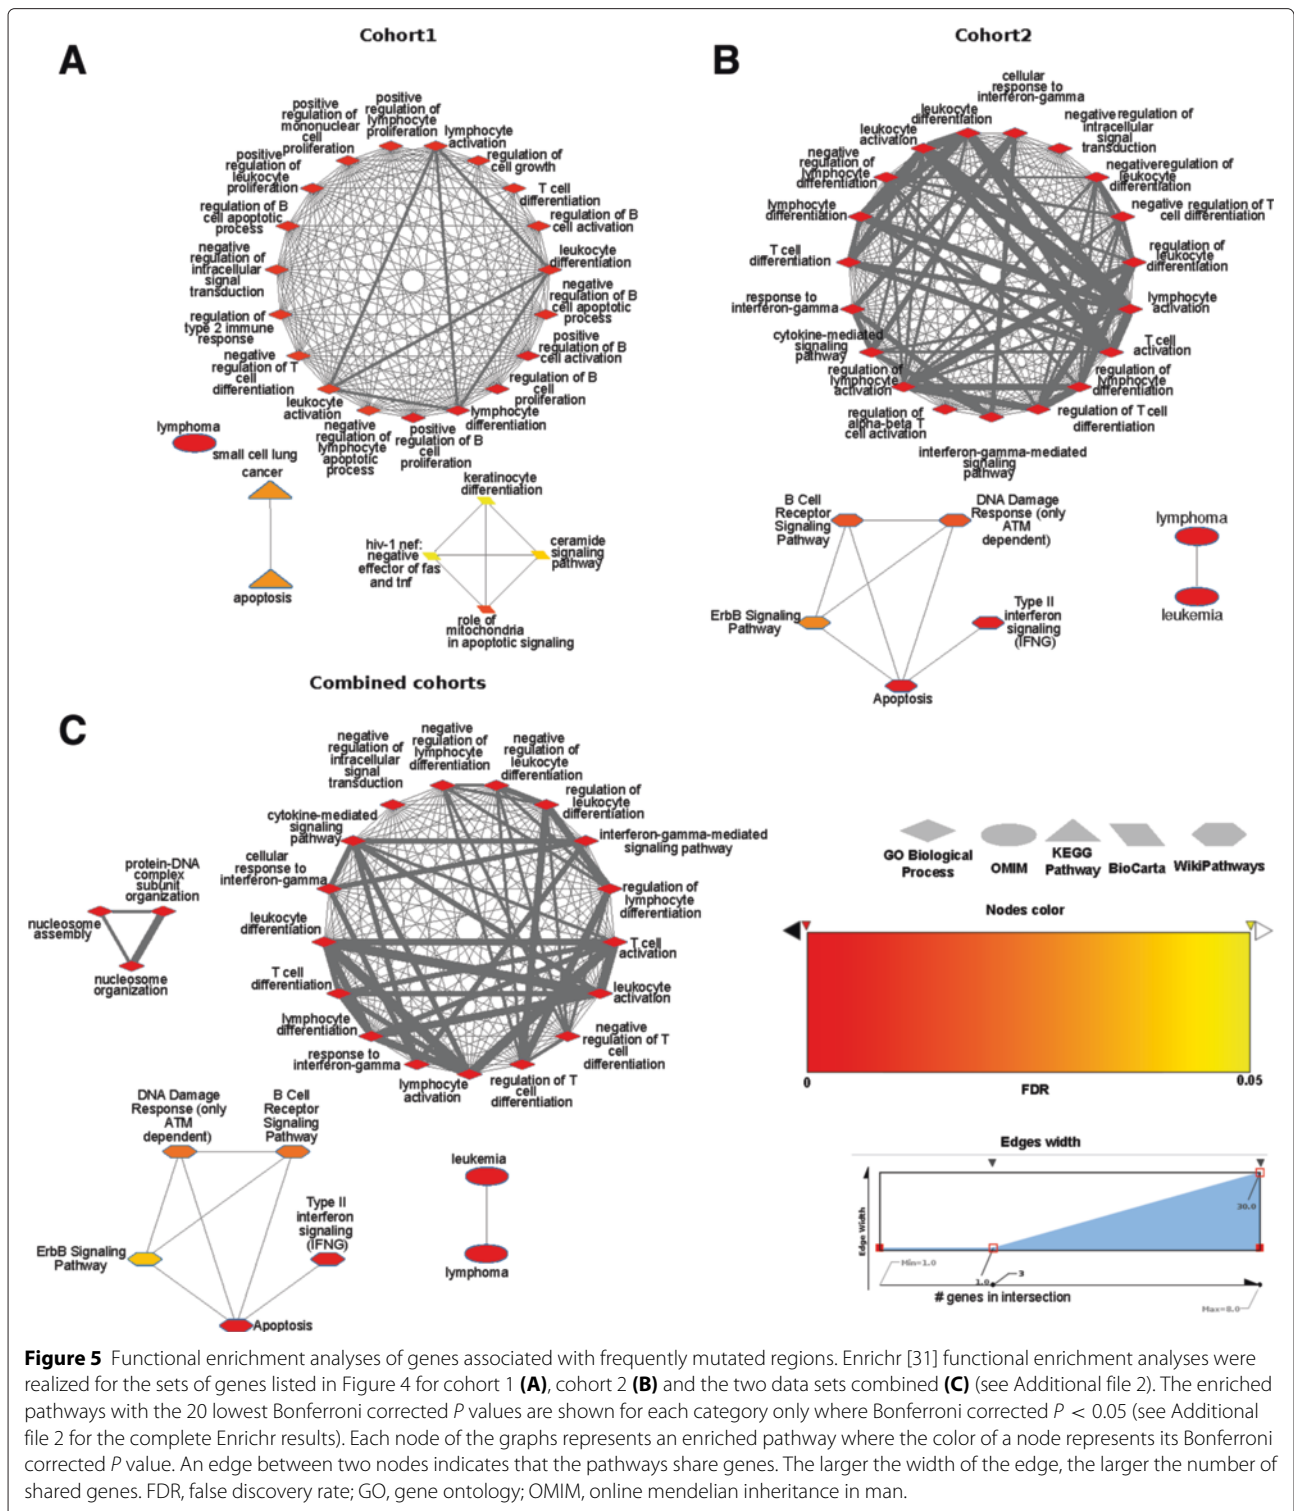 A
Cohort1
positive
regulation of
mononuclear
cell
proliferation
positive
regulation of
lymphocyte
proliferation
lymphocyte
activation
regulation of
cell growth
T cell
differentiation
regulation of B
cell activation
leukocyte
differentiation
negative
regulation of B
cell apoptotic
process
positive
regulation of B
cell activation
regulation of B
cell
proliferation
lymphocyte
differentiation
positive
regulation of B
cell
proliferation
negative
regulation of
lymphocyte
apoptotic
process
leukocyte
activation
negative
regulation of T
cell
differentiation
regulation of
type 2 immune
response
negative
regulation of
intracellular
signal
transduction
regulation of B
cell apoptotic
process
positive
regulation of
leukocyte
proliferation
lymphoma
small cell lung
cancer
apoptosis
keratinocyte
differentiation
hiv-1 nef:
negative
effector of fas
and tnf
ceramide
signaling
pathway
role of
mitochondria
in apoptotic signaling
B
Cohort2
cellular
response to
interferon-gamma
negative regulation of
intracellular
signal
transduction
negative regulation of
leukocyte
differentiation
negative regulation of T
cell differentiation
regulation of
leukocyte
differentiation
lymphocyte
activation
T cell
activation
regulation of
lymphocyte
differentiation
regulation of T cell
differentiation
interferon-gamma-mediated
signaling
pathway
regulation of
alpha-beta T
cell activation
regulation of
lymphocyte
activation
cytokine-mediated
signaling
pathway
response to
interferon-gamma
T cell
differentiation
lymphocyte
differentiation
negative
regulation of
lymphocyte
differentiation
leukocyte
activation
leukocyte
differentiation
B Cell
Receptor
Signaling
Pathway
DNA Damage
Response (only
ATM
dependent)
ErbB Signaling
Pathway
Type II
interferon
signaling
(IFNG)
Apoptosis
lymphoma
leukemia
C
Combined cohorts
negative
regulation of
intracellular
signal
transduction
negative
regulation of
lymphocyte
differentiation
negative
regulation of
leukocyte
differentiation
regulation of
leukocyte
differentiation
interferon-gamma-mediated
signaling pathway
regulation of
lymphocyte
differentiation
T cell
activation
leukocyte
activation
negative
regulation of T
cell
differentiation
regulation of T
cell
differentiation
lymphocyte
activation
response to
interferon-gamma
lymphocyte
differentiation
T cell
differentiation
leukocyte
differentiation
cellular
response to
interferon-gamma
cytokine-mediated
signaling
pathway
protein-DNA
complex
subunit
organization
nucleosome
assembly
nucleosome
organization
DNA Damage
Response (only
ATM
dependent)
B Cell
Receptor
Signaling
Pathway
Type II
interferon
signaling
(IFNG)
ErbB Signaling
Pathway
Apoptosis
leukemia
lymphoma
GO Biological
Process
OMIM
KEGG
Pathway
BioCarta
WikiPathways
Nodes color
0
FDR
0.05
Edges width
Edge Width
30.0
Min=1.0
1.0
3
# genes in intersection
Max=8.0
Figure 5 Functional enrichment analyses of genes associated with frequently mutated regions. Enrichr [31] functional enrichment analyses were
realized for the sets of genes listed in Figure 4 for cohort 1 (A), cohort 2 (B) and the two data sets combined (C) (see Additional file 2). The enriched
pathways with the 20 lowest Bonferroni corrected P values are shown for each category only where Bonferroni corrected P < 0.05 (see Additional
file 2 for the complete Enrichr results). Each node of the graphs represents an enriched pathway where the color of a node represents its Bonferroni
corrected P value. An edge between two nodes indicates that the pathways share genes. The larger the width of the edge, the larger the number of
shared genes. FDR, false discovery rate; GO, gene ontology; OMIM, online mendelian inheritance in man.